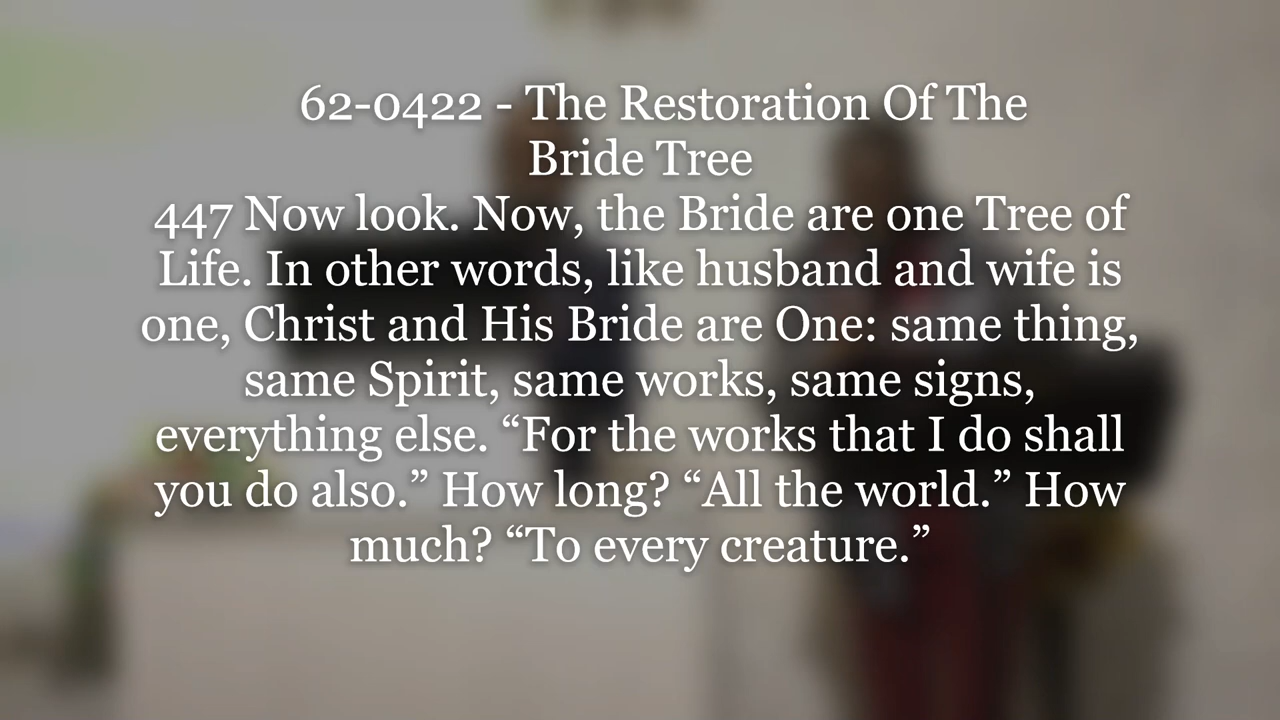 62-0422 - The Restoration Of The
Bride Tree
447 Now look. Now, the Bride are one Tree of
Life. In other words, like husband and wife is
one, Christ and His Bride are One: same thing,
same Spirit, same works, same signs,
everything else. “For the works that I do shall
you do also.” How long? “All the world.” How
much? “To every creature.”